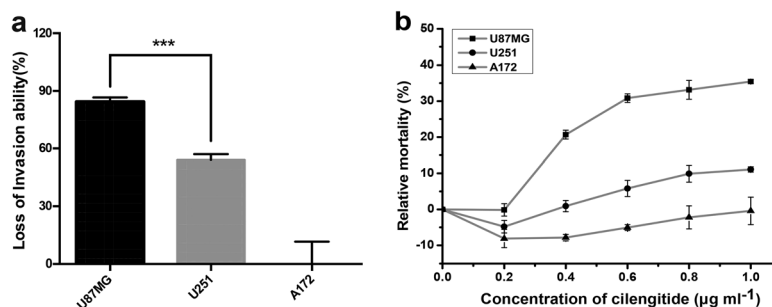 a
Loss of Invasion ability(%)
120
90
60
30
0
***
U87MG
U251
A172
b
Relative mortality (%)
50
40
30
20
10
0
-10
U87MG
U251
A172
0.0
0.2
0.4
0.6
0.8
1.0
Concentration of cilengitide (μg ml⁻¹)